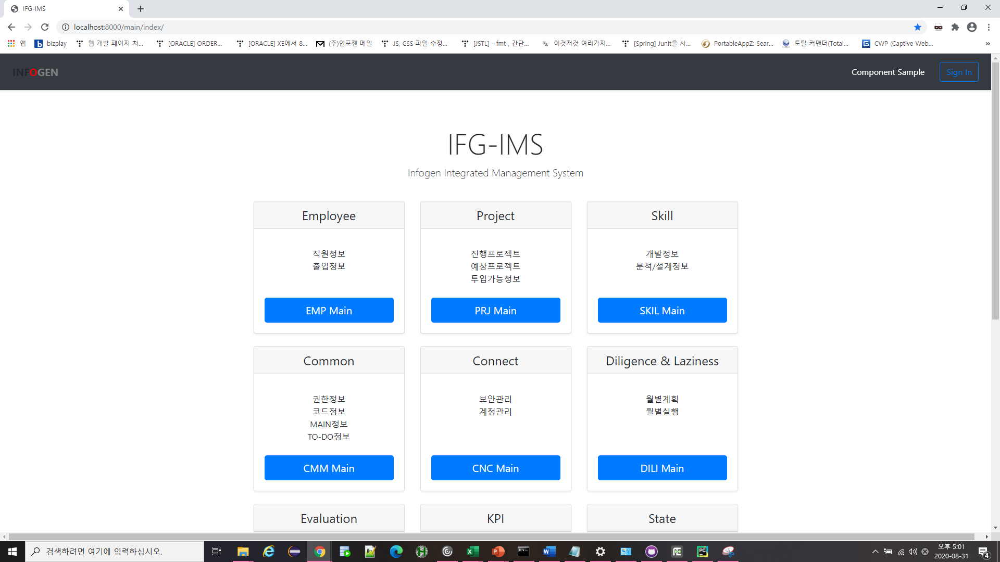 IFG-IMS
localhost:8000/main/index/
앱
bizplay
웹 개발 페이지 처...
[ORACLE] ORDER...
[ORACLE] XE에서 8...
(주)인포젠 메일
JS, CSS 파일 수정...
[JSTL] - fmt , 간단...
이것저것 여러가지...
[Spring] Junit을 사...
PortableAppZ: Sear...
토탈 커맨더(Total...
CWP (Captive Web...
»
INFOGEN
Component Sample
Sign In
IFG-IMS
Infogen Integrated Management System
Employee
직원정보
출입정보
EMP Main
Project
진행프로젝트
예상프로젝트
투입가능정보
PRJ Main
Skill
개발정보
분석/설계정보
SKIL Main
Common
권한정보
코드정보
MAIN정보
TO-DO정보
CMM Main
Connect
보안관리
계정관리
CNC Main
Diligence & Laziness
월별계획
월별실행
DILI Main
Evaluation
KPI
State
검색하려면 여기에 입력하십시오.
오후 5:01
2020-08-31
4